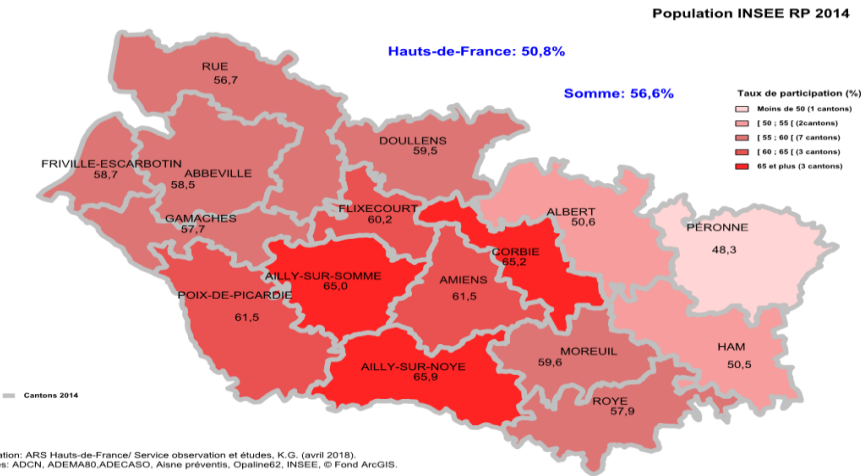 Population INSEE RP 2014
Hauts-de-France: 50,8%
Somme: 56,6%
Taux de participation (%)
Moins de 50 (1 cantons)
[ 50 ; 55 [ (2cantons)
[ 55 ; 60 [ (7 cantons)
[ 60 ; 65 [ (3 cantons)
65 et plus (3 cantons)
RUE
56,7
DOULLENS
59,5
FRIVILLE-ESCARBOTIN
58,7
ABBEVILLE
58,5
FLIXECOURT
60,2
GAMACHES
57,7
ALBERT
50,6
PÉRONNE
48,3
CORBIE
65,2
AILLY-SUR-SOMME
65,0
AMIENS
61,5
POIX-DE-PICARDIE
61,5
HAM
50,5
MOREUIL
59,6
AILLY-SUR-NOYE
65,9
ROYE
57,9
Cantons 2014
ation: ARS Hauts-de-France/ Service observation et études, K.G. (avril 2018).
es: ADCN, ADEMA80,ADECASO, Aisne préventis, Opaline62, INSEE, © Fond ArcGIS.